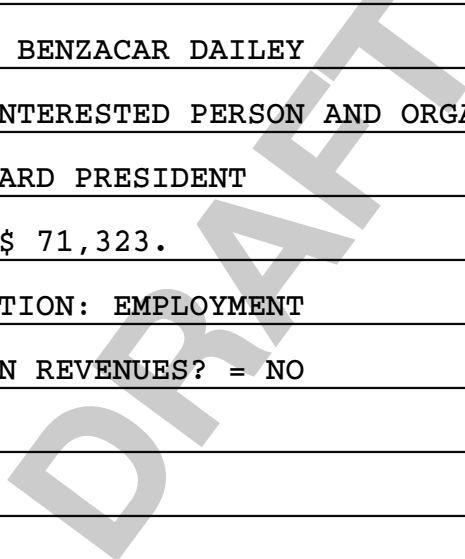 BENZACAR DAILEY
NTERESTED PERSON AND ORGA
ARD PRESIDENT
$ 71,323.
TION: EMPLOYMENT
N REVENUES? = NO
DRAFT